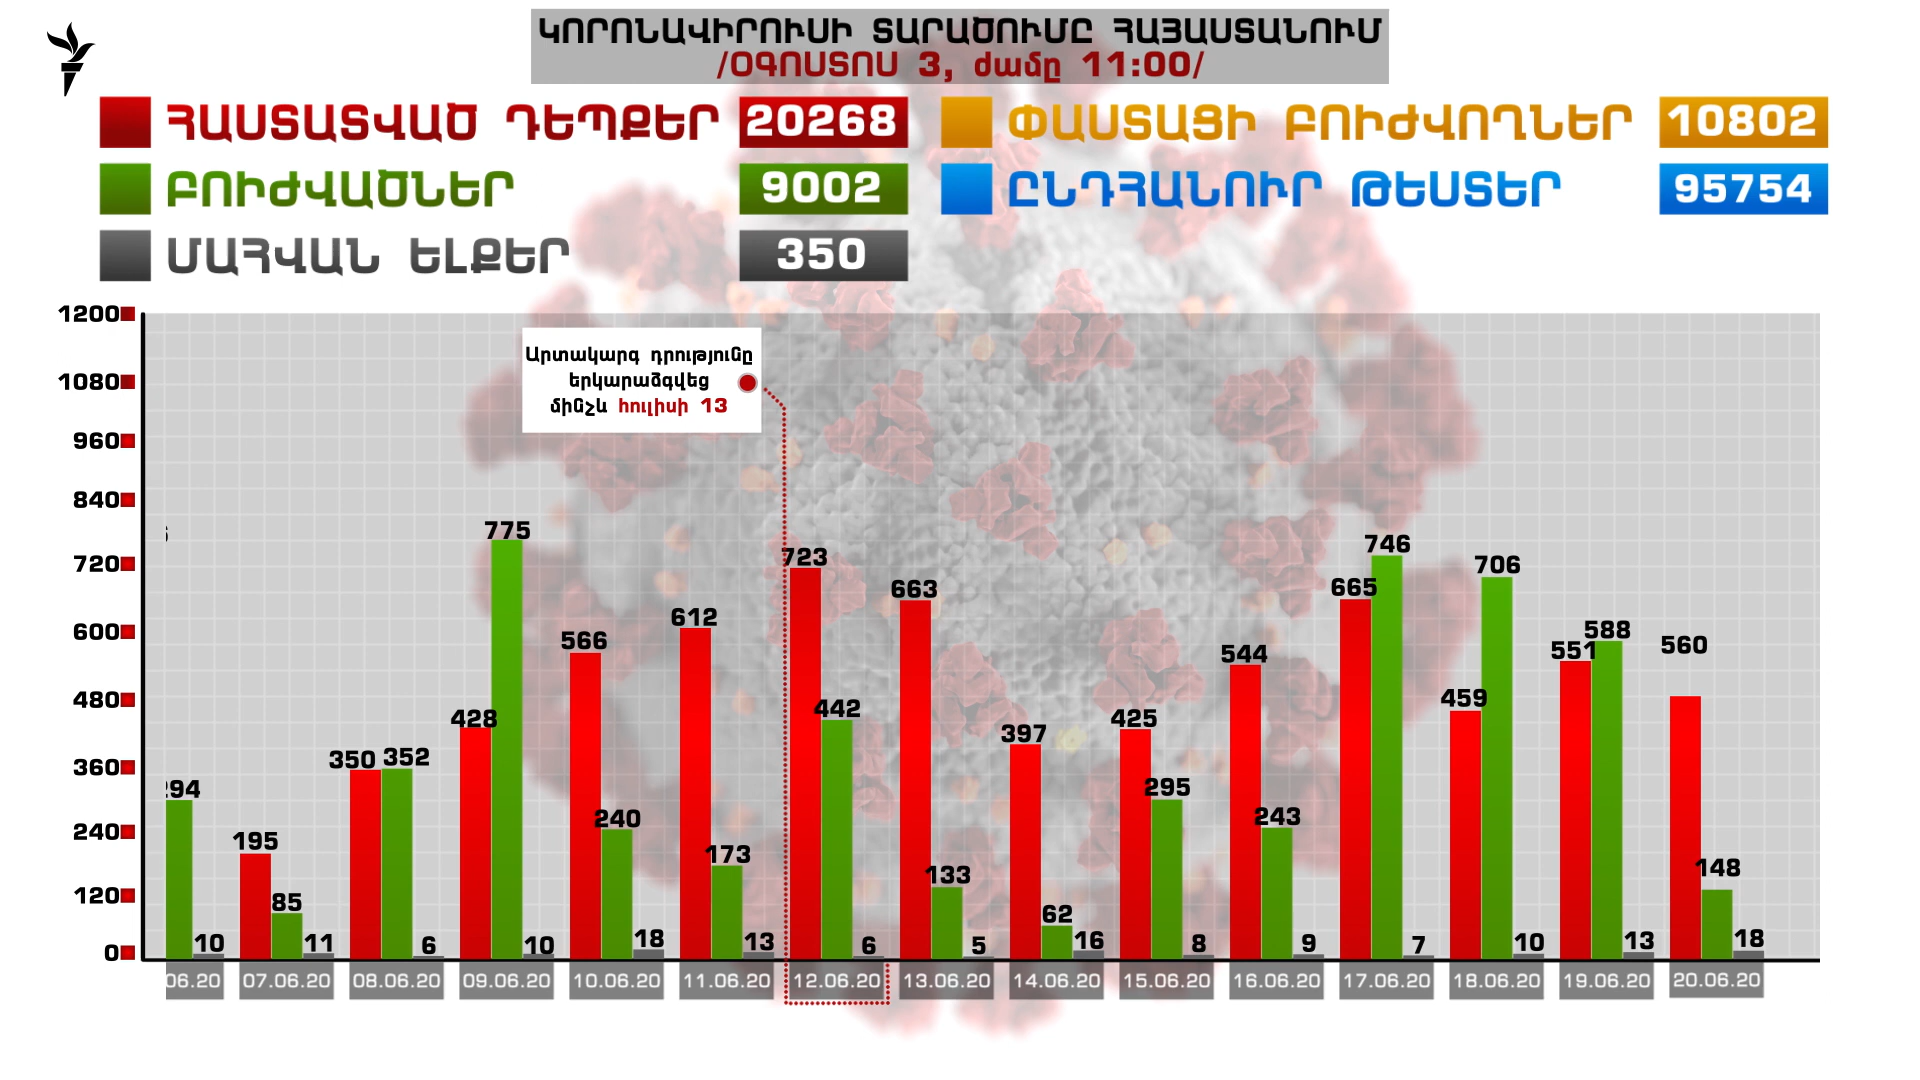 ԿՈՐՈՆԱՎԻՐՈՒՍԻ ՏԱՐԱԾՈՒՄԸ ՀԱՅԱՍՏԱՆՈՒՄ
/ՕԳՈՍՏՈՍ 3, ժամը 11:00/
ՀԱՍՏԱՏՎԱԾ ԴԵՊՔԵՐ 20268
ՓԱՍՏԱՑԻ ԲՈՒԺՎՈՂՆԵՐ 10802
ԲՈՒԺՎԱԾՆԵՐ 9002
ԸՆԴՀԱՆՈՒՐ ԹԵՍՏԵՐ 95754
ՄԱՀՎԱՆ ԵԼՔԵՐ 350
Արտակարգ դրությունը
երկարաձգվեց
մինչև հուլիսի 13
1200
1080
960
840
720
600
480
360
240
120
0
294 10
195 85 11
350 352 6
428 775 10
566 240 18
612 173 13
723 442 6
663 133 5
397 62 16
425 295 8
544 243 9
665 746 7
459 706 10
551 588 13
560 148 18
06.20 07.06.20 08.06.20 09.06.20 10.06.20 11.06.20 12.06.20 13.06.20 14.06.20 15.06.20 16.06.20 17.06.20 18.06.20 19.06.20 20.06.20